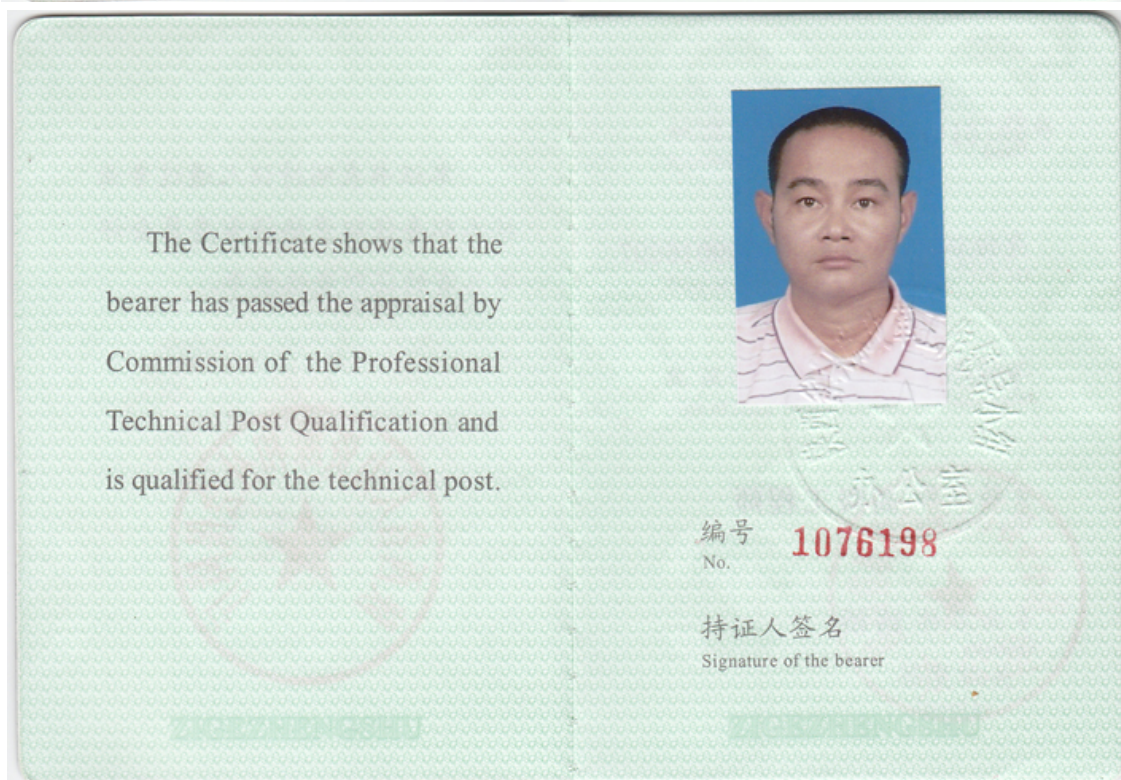 The Certificate shows that the
bearer has passed the appraisal by
Commission of the Professional
Technical Post Qualification and
is qualified for the technical post.
办公室
编号
No.
1076198
持证人签名
Signature of the bearer
ZIGEZHENGSHU
ZIGEZHENGSHU